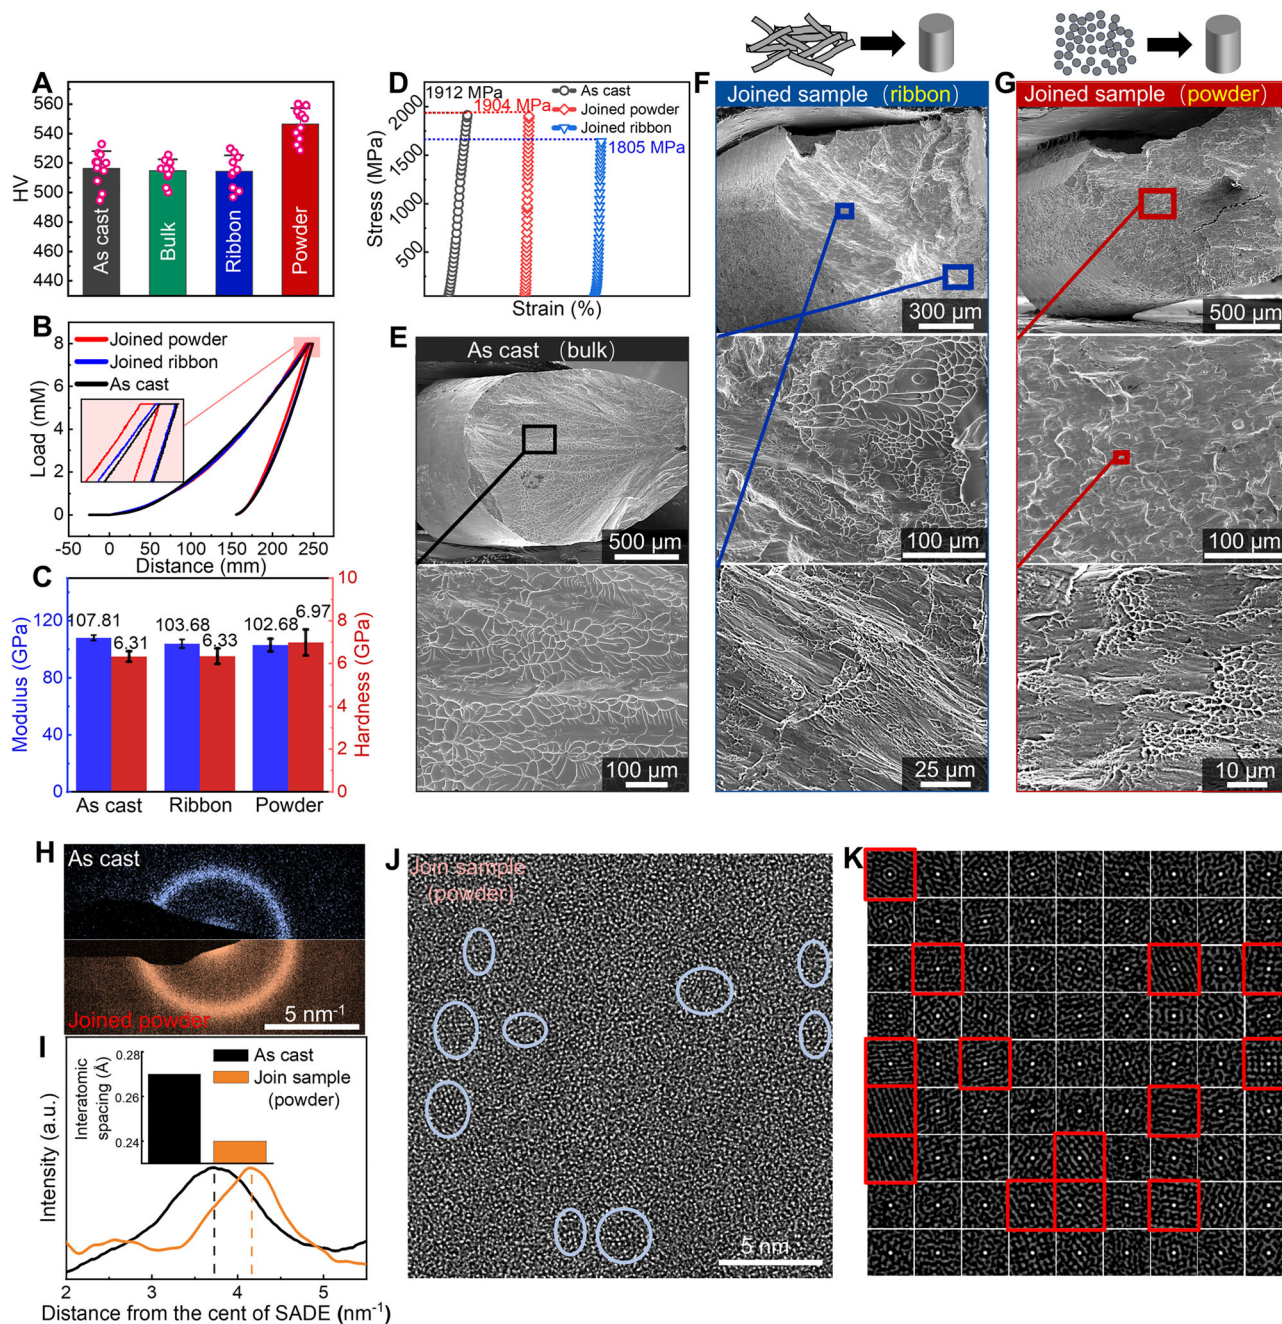 A
HV
560
540
520
500
480
460
440
As cast
Bulk
Ribbon
Powder
B
Joined powder
Joined ribbon
As cast
Load (mM)
8
6
4
2
0
-50
0
50
100
150
200
250
Distance (mm)
C
Modulus (GPa)
120
80
40
0
107.81
6.31
103.68
6.33
102.68
6.97
10
8
6
4
2
0
Hardness (GPa)
As cast
Ribbon
Powder
D
1912 MPa
1904 MPa
1805 MPa
As cast
Joined powder
Joined ribbon
Stress (MPa)
2000
1500
1000
500
Strain (%)
E
As cast (bulk)
500 μm
100 μm
F
Joined sample (ribbon)
300 μm
100 μm
25 μm
G
Joined sample (powder)
500 μm
100 μm
10 μm
H
As cast
Joined powder
5 nm⁻¹
I
Intensity (a.u.)
Interatomic
spacing (Å)
0.28
0.26
0.24
As cast
Join sample
(powder)
2
3
4
5
Distance from the cent of SADE (nm⁻¹)
J
Join sample
(powder)
5 nm
K